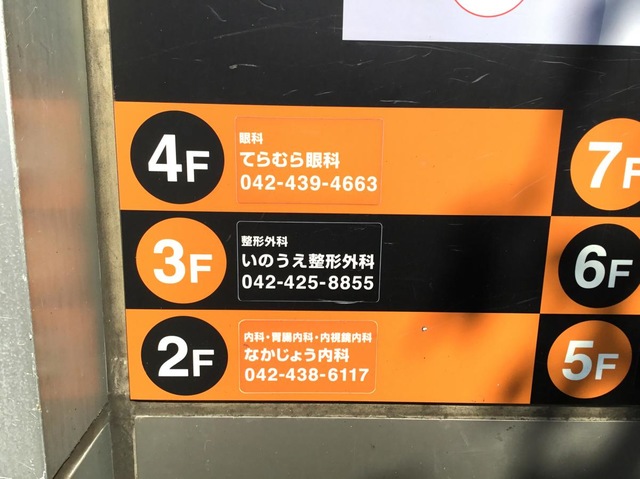 4F
眼科
てらむら眼科
042-439-4663
3F
整形外科
いのうえ整形外科
042-425-8855
2F
内科・胃腸内科・内視鏡内科
なかじょう内科
042-438-6117
7F
6F
5F